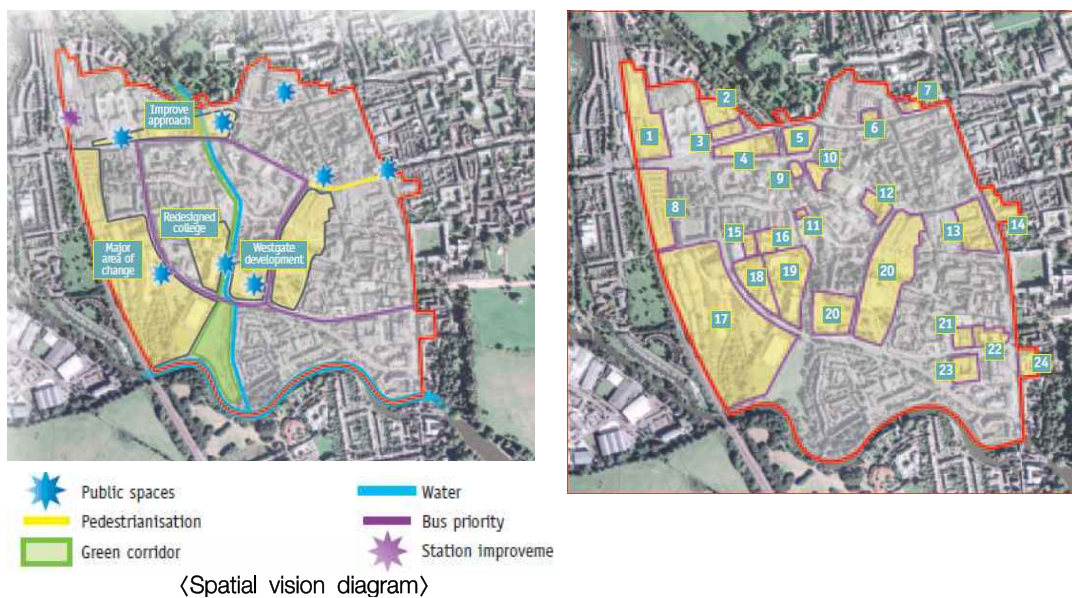 Improve
approach
Redesigned
college
Westgate
development
Major
area of
change
Public spaces
Pedestrianisation
Green corridor
Water
Bus priority
Station improveme
〈Spatial vision diagram〉
1
2
3
4
5
6
7
8
9
10
11
12
13
14
15
16
17
18
19
20
20
21
22
23
24